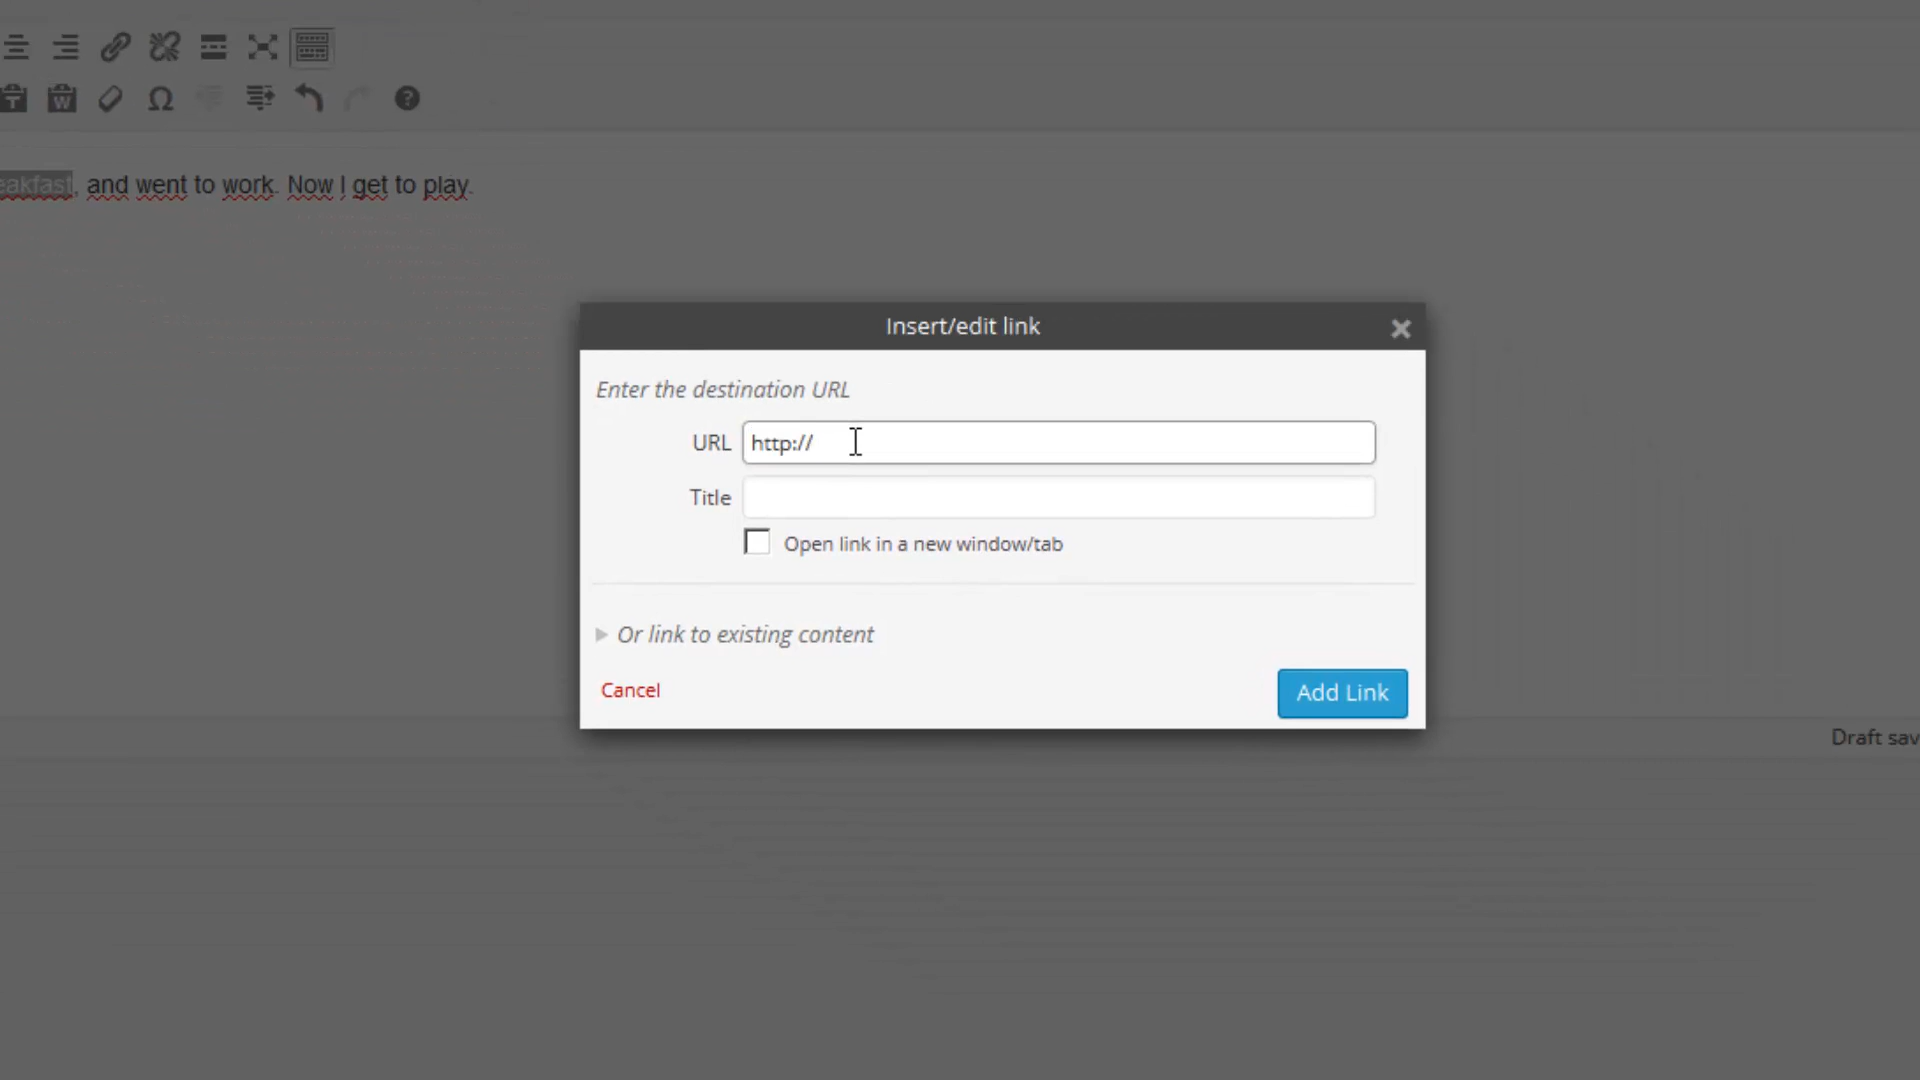 eakfast, and went to work. Now I get to play.
Insert/edit link
Enter the destination URL
URL http://
Title
Open link in a new window/tab
Or link to existing content
Cancel
Add Link
Draft sav